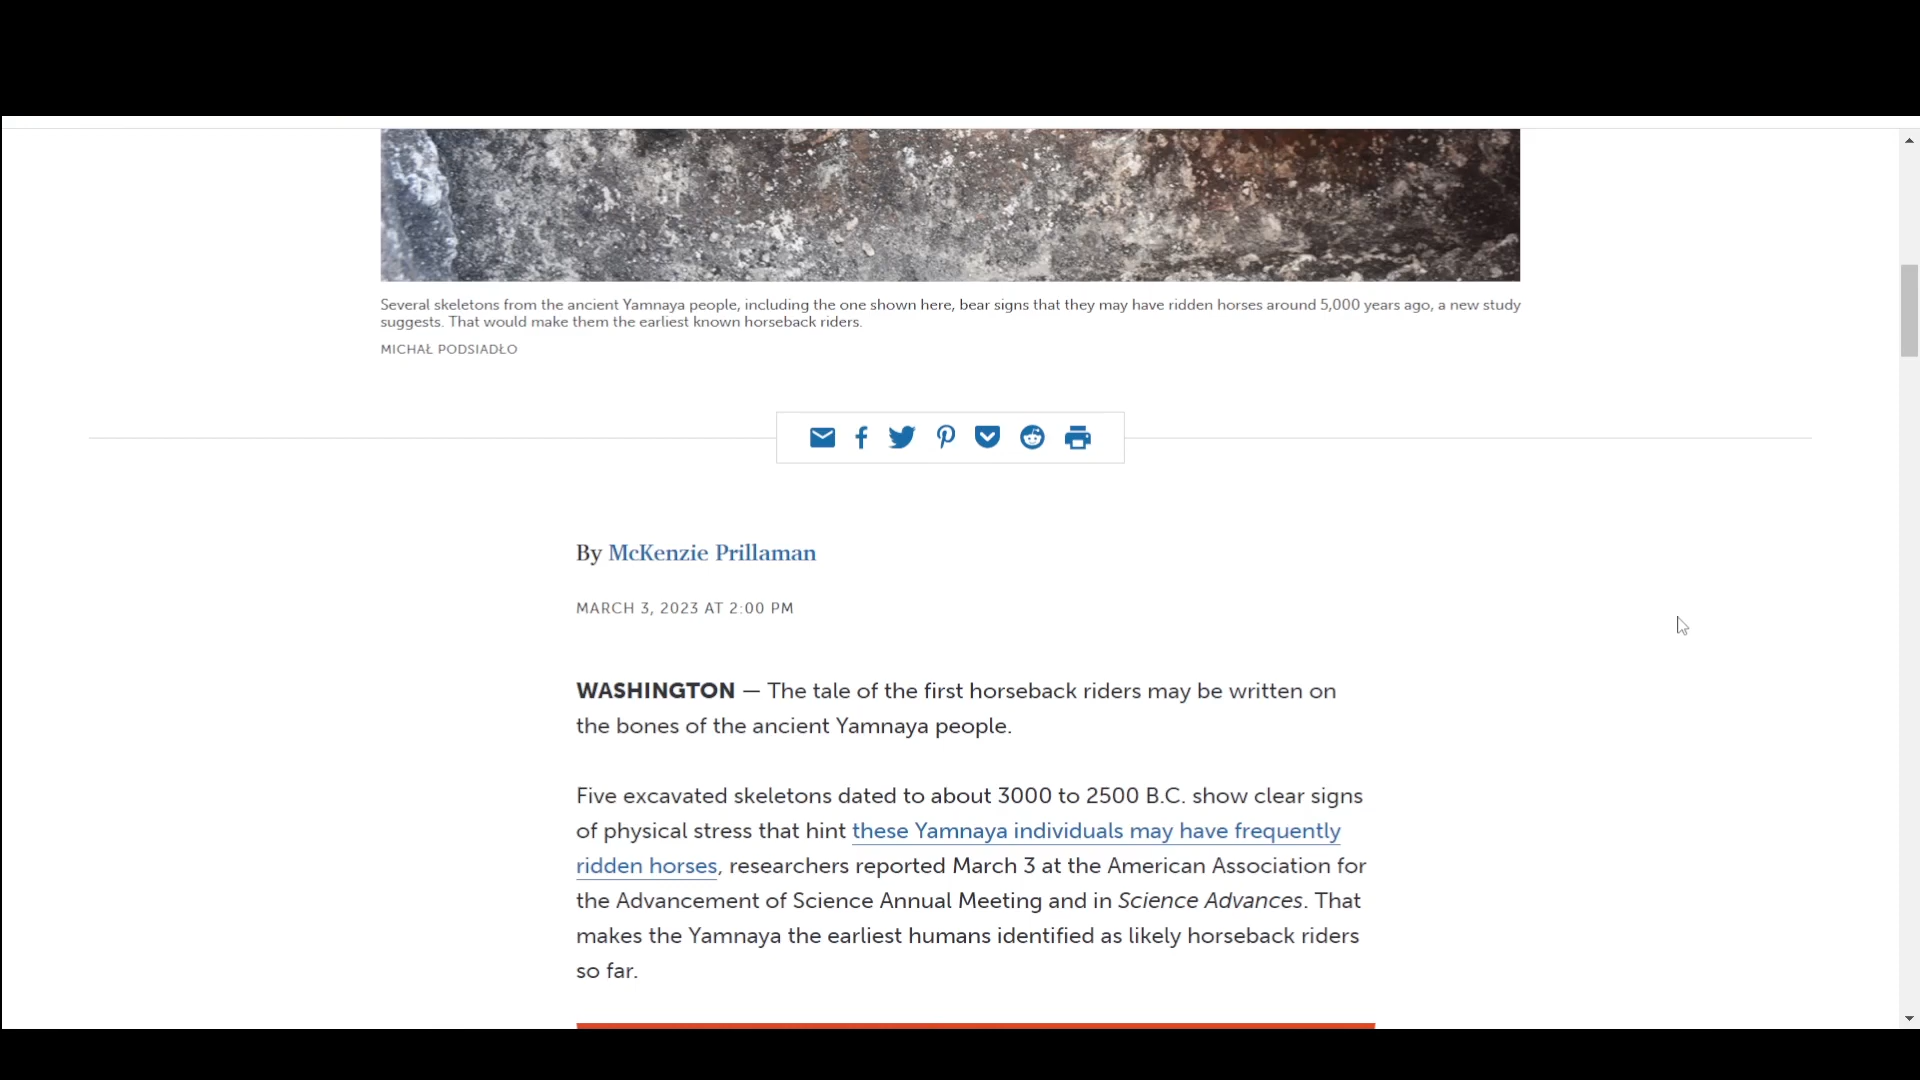 Several skeletons from the ancient Yamnaya people, including the one shown here, bear signs that they may have ridden horses around 5,000 years ago, a new study
suggests. That would make them the earliest known horseback riders.
MICHAŁ PODSIADŁO
By McKenzie Prillaman
MARCH 3, 2023 AT 2:00 PM
WASHINGTON — The tale of the first horseback riders may be written on
the bones of the ancient Yamnaya people.
Five excavated skeletons dated to about 3000 to 2500 B.C. show clear signs
of physical stress that hint these Yamnaya individuals may have frequently
ridden horses, researchers reported March 3 at the American Association for
the Advancement of Science Annual Meeting and in Science Advances. That
makes the Yamnaya the earliest humans identified as likely horseback riders
so far.